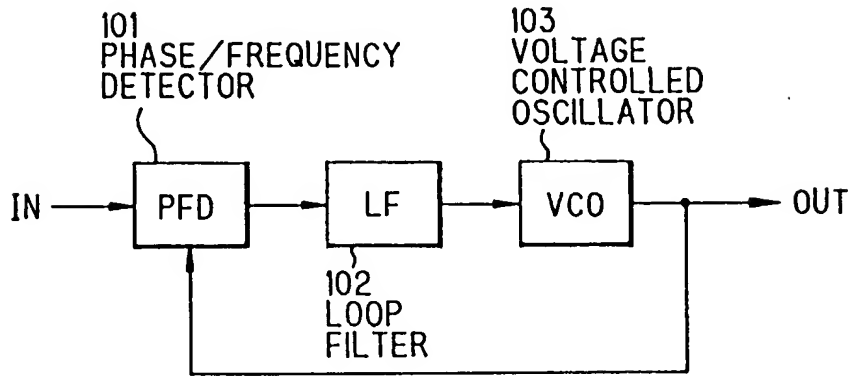 101
PHASE/FREQUENCY
DETECTOR
103
VOLTAGE
CONTROLLED
OSCILLATOR
IN
PFD
LF
VCO
OUT
102
LOOP
FILTER